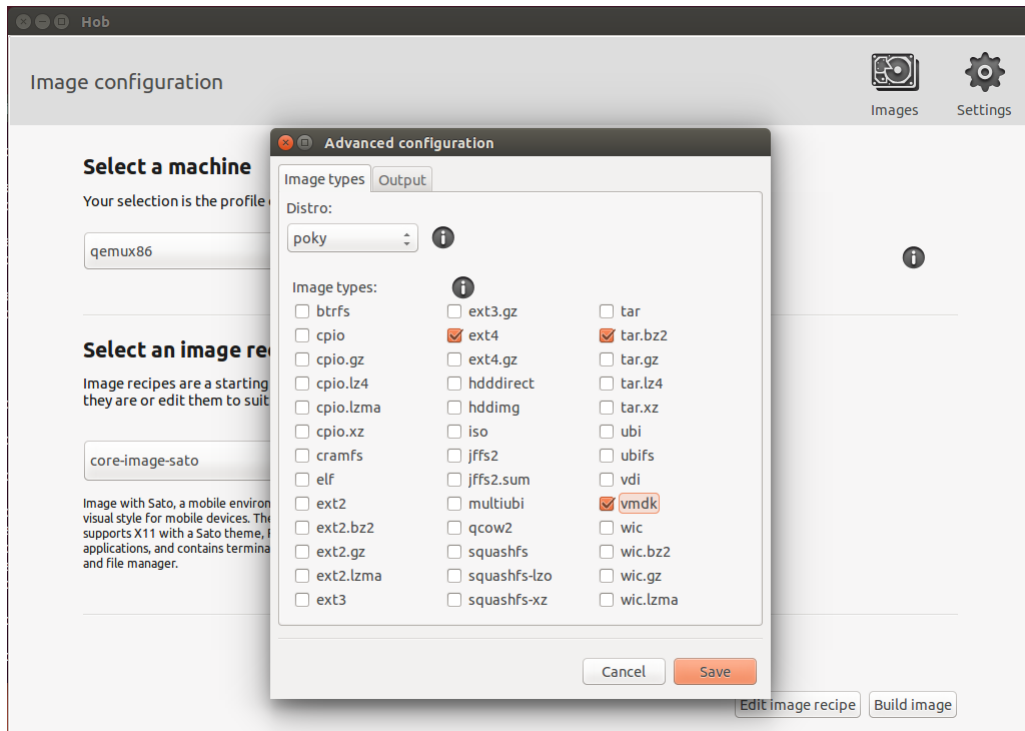 Hob
Image configuration
Images
Settings
Select a machine
Your selection is the profile
qemux86
Select an image
Image recipes are a starting
they are or edit them to suit
core-image-sato
Image with Sato, a mobile
visual style for mobile devices.
supports X11 with a Sato theme,
applications, and contains
and file manager.
Advanced configuration
Image types
Output
Distro:
poky
Image types:
btrfs
cpio
cpio.gz
cpio.lz4
cpio.lzma
cpio.xz
cramfs
elf
ext2
ext2.bz2
ext2.gz
ext2.lzma
ext3
ext3.gz
ext4
ext4.gz
hdddirect
hddimg
iso
jffs2
jffs2.sum
multiubi
qcow2
squashfs
squashfs-lzo
squashfs-xz
tar
tar.bz2
tar.gz
tar.lz4
tar.xz
ubi
ubifs
vdi
vmdk
wic
wic.bz2
wic.gz
wic.lzma
Cancel
Save
Edit image recipe
Build image